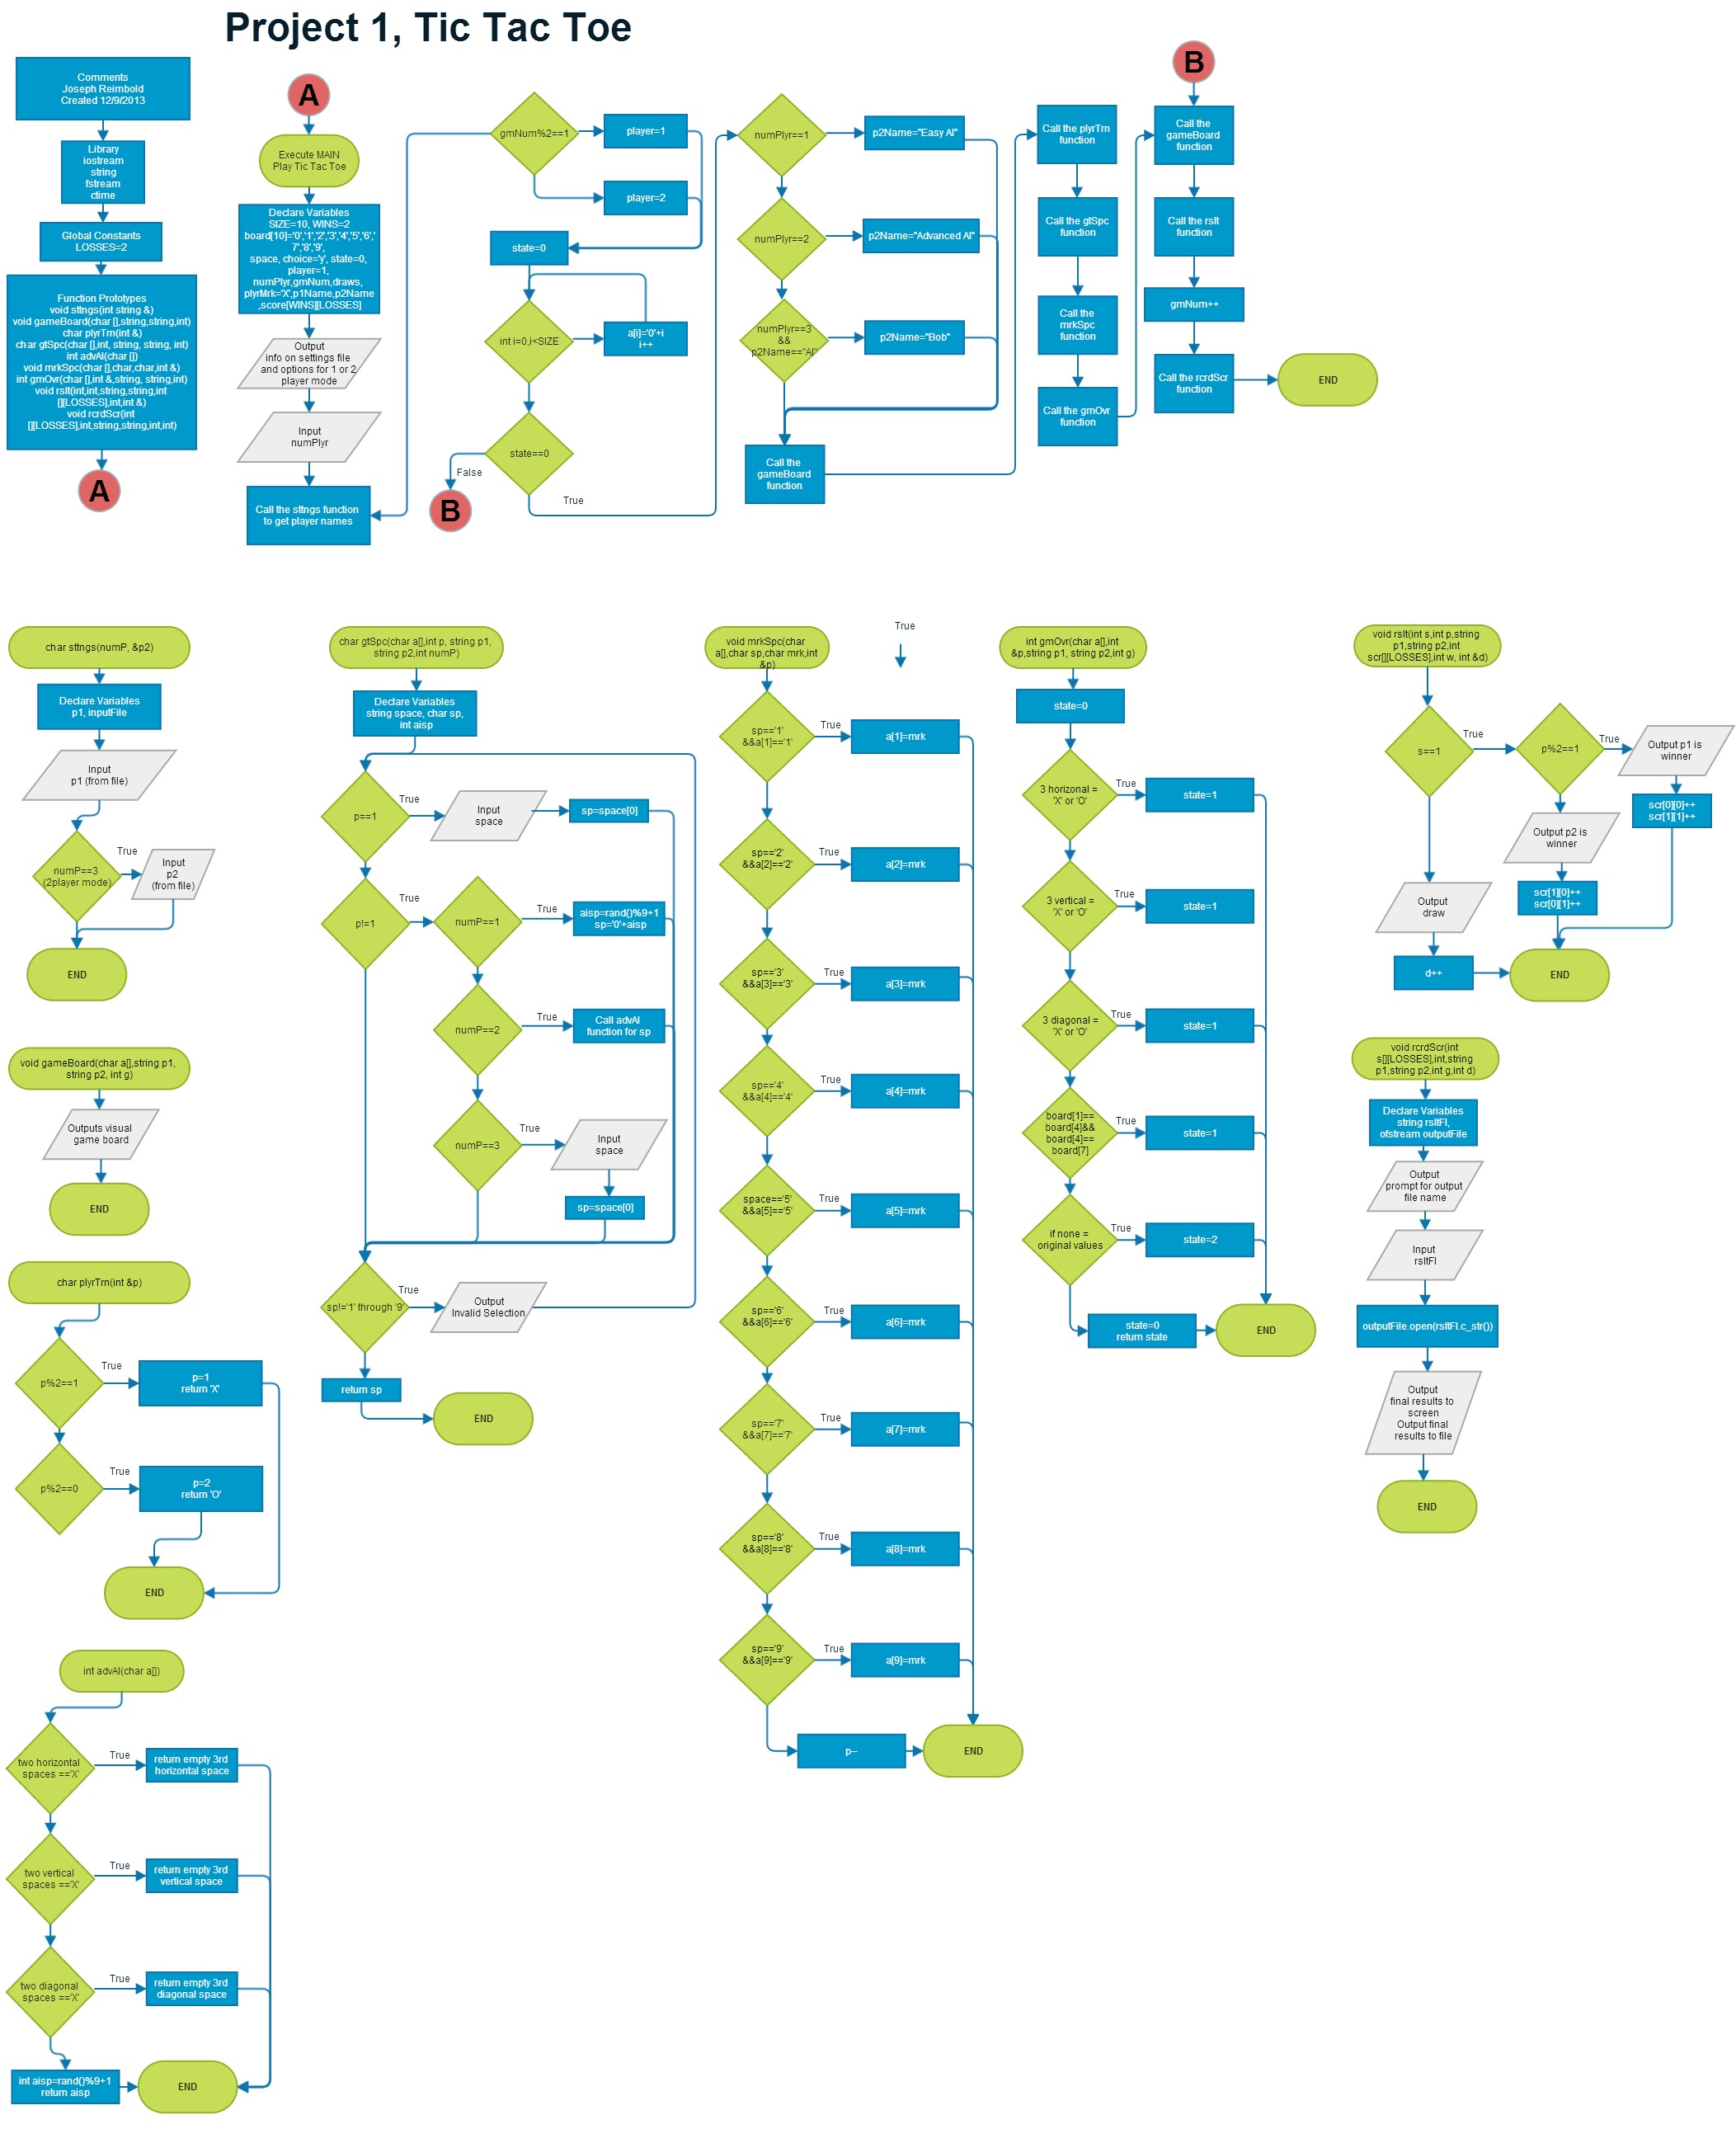 Project 1, Tic Tac Toe
Comments
Joseph Reimbold
Created 12/9/2013
Library
iostream
string
fstream
ctime
Global Constants
LOSSES=2
Function Prototypes
void sttngs(int string &)
void gameBoard(char [],string,string,int)
char plyrTrn(int &)
char gtSpc(char [],int, string, string, int)
int advAI(char [])
void mrkSpc(char [],char,char,int &)
int gmOvr(char [],int &,string, string,int)
void rslt(int,int,string,string,int
[][LOSSES],int,int &)
void rcrdScr(int
[][LOSSES],int,string,string,int,int)
A
A
Execute MAIN
Play Tic Tac Toe
Declare Variables
SIZE=10, WINS=2
board[10]='0','1','2','3','4','5','6','
7','8','9',
space, choice='y', state=0,
player=1,
numPlyr,gmNum,draws,
plyrMrk='X',p1Name,p2Name
,score[WINS][LOSSES]
Output
info on settings file
and options for 1 or 2
player mode
Input
numPlyr
Call the sttngs function
to get player names
gmNum%2==1
player=1
player=2
state=0
int i=0,i<SIZE
a[i]='0'+i
i++
state==0
False
B
True
numPlyr==1
p2Name="Easy AI"
numPlyr==2
p2Name="Advanced AI"
numPlyr==3
&&
p2Name=="AI"
p2Name="Bob"
Call the
gameBoard
function
Call the plyrTrn
function
Call the gtSpc
function
Call the
mrkSpc
function
Call the gmOvr
function
B
Call the
gameBoard
function
Call the rslt
function
gmNum++
Call the rcrdScr
function
END
char sttngs(numP, &p2)
Declare Variables
p1, inputFile
Input
p1 (from file)
numP==3
(2player mode)
True
Input
p2
(from file)
END
void gameBoard(char a[],string p1,
string p2, int g)
Outputs visual
game board
END
char plyrTrn(int &p)
p%2==1
True
p=1
return 'X'
p%2==0
True
p=2
return 'O'
END
int advAI(char a[])
two horizontal
spaces =='X'
True
return empty 3rd
horizontal space
two vertical
spaces =='X'
True
return empty 3rd
vertical space
two diagonal
spaces =='X'
True
return empty 3rd
diagonal space
int aisp=rand()%9+1
return aisp
END
char gtSpc(char a[],int p, string p1,
string p2,int numP)
Declare Variables
string space, char sp,
int aisp
p==1
True
Input
space
sp=space[0]
p!=1
True
numP==1
True
aisp=rand()%9+1
sp='0'+aisp
numP==2
True
Call advAI
function for sp
numP==3
True
Input
space
sp=space[0]
sp!='1' through '9'
True
Output
Invalid Selection
return sp
END
void mrkSpc(char
a[],char sp,char mrk,int
&p)
True
sp=='1'
&&a[1]=='1'
True
a[1]=mrk
sp=='2'
&&a[2]=='2'
True
a[2]=mrk
sp=='3'
&&a[3]=='3'
True
a[3]=mrk
sp=='4'
&&a[4]=='4'
True
a[4]=mrk
space=='5'
&&a[5]=='5'
True
a[5]=mrk
sp=='6'
&&a[6]=='6'
True
a[6]=mrk
sp=='7'
&&a[7]=='7'
True
a[7]=mrk
sp=='8'
&&a[8]=='8'
True
a[8]=mrk
sp=='9'
&&a[9]=='9'
True
a[9]=mrk
p--
END
int gmOvr(char a[],int
&p,string p1, string p2,int g)
state=0
3 horizonal =
'X' or 'O'
True
state=1
3 vertical =
'X' or 'O'
True
state=1
3 diagonal =
'X' or 'O'
True
state=1
board[1]==
board[4]&&
board[4]==
board[7]
True
state=1
if none =
original values
True
state=2
state=0
return state
END
void rslt(int s,int p,string
p1,string p2,int
scr[][LOSSES],int w, int &d)
s==1
True
p%2==1
True
Output p1 is
winner
scr[0][0]++
scr[1][1]++
Output p2 is
winner
scr[1][0]++
scr[0][1]++
Output
draw
d++
END
void rcrdScr(int
s[][LOSSES],int,string
p1,string p2,int g,int d)
Declare Variables
string rsltFl,
ofstream outputFile
Output
prompt for output
file name
Input
rsltFl
outputFile.open(rsltFl.c_str())
Output
final results to
screen
Output final
results to file
END